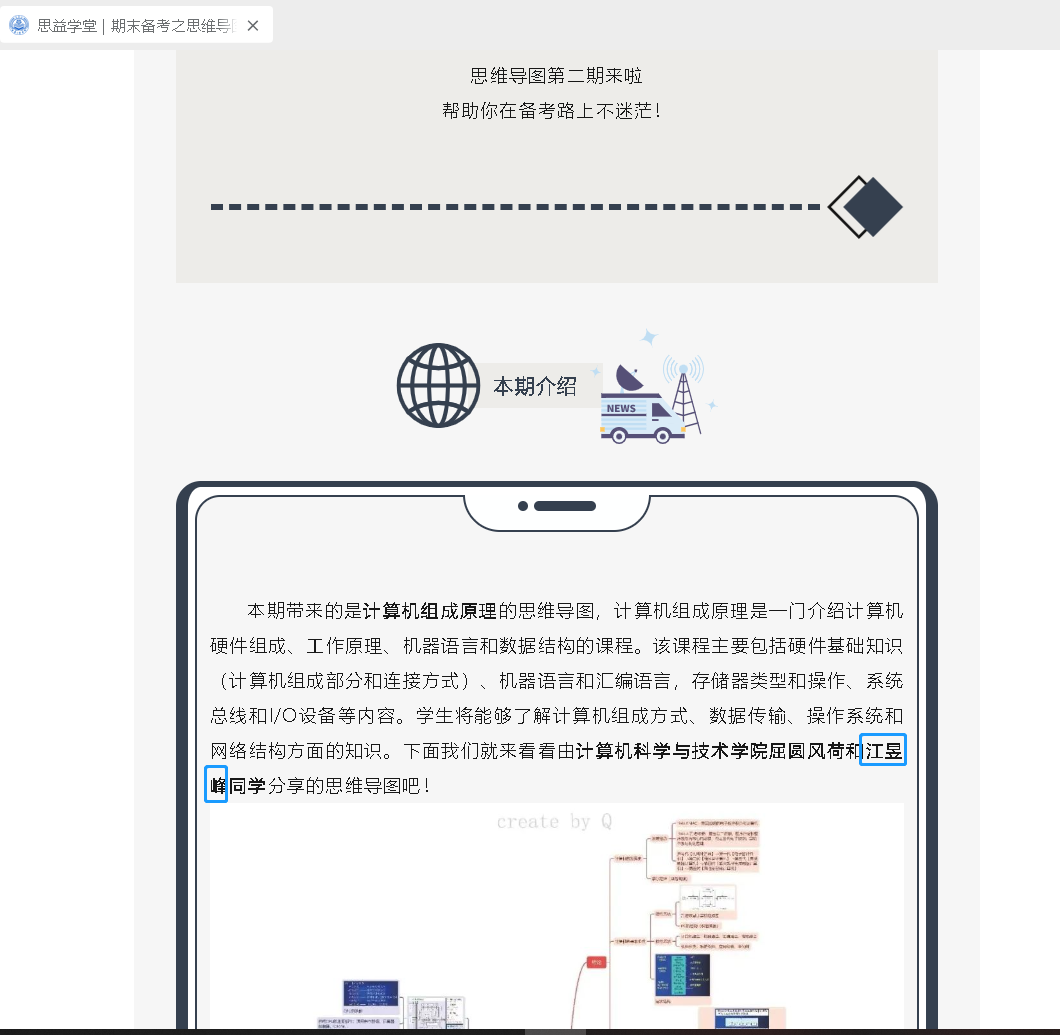 思益学堂 | 期末备考之思维导
思维导图第二期来啦
帮助你在备考路上不迷茫！
本期介绍
NEWS
本期带来的是计算机组成原理的思维导图，计算机组成原理是一门介绍计算机
硬件组成、工作原理、机器语言和数据结构的课程。该课程主要包括硬件基础知识
（计算机组成部分和连接方式）、机器语言和汇编语言，存储器类型和操作、系统
总线和I/O设备等内容。学生将能够了解计算机组成方式、数据传输、操作系统和
网络结构方面的知识。下面我们就来看看由计算机科学与技术学院屈圆风荷和江昱
峰同学分享的思维导图吧！
create by Q